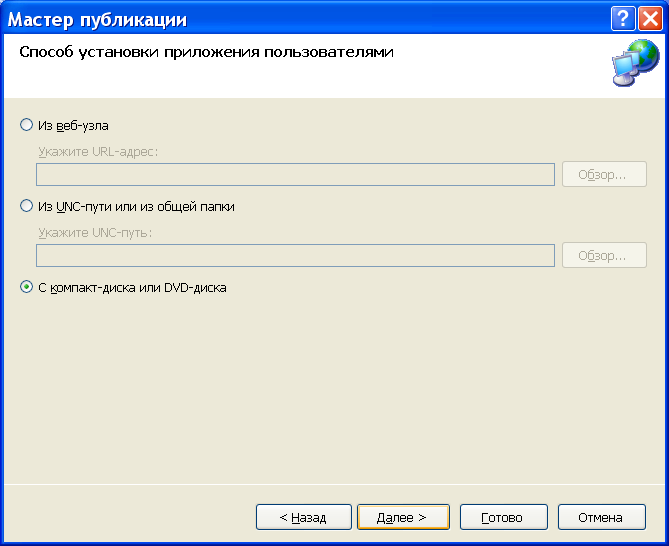 Мастер публикации
?
Способ установки приложения пользователями
Из веб-узла
Укажите URL-адрес:
Обзор...
Из UNC-пути или из общей папки
Укажите UNC-путь:
Обзор...
С компакт-диска или DVD-диска
< Назад
Далее >
Готово
Отмена